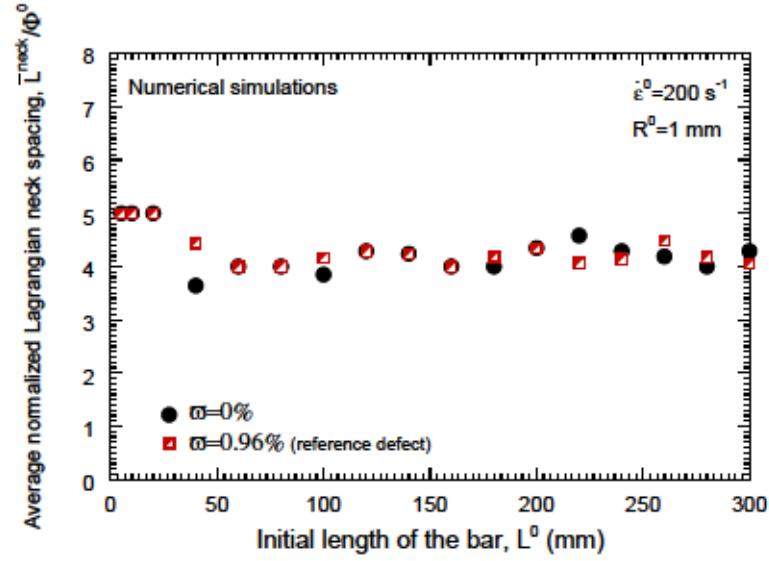 Average normalized Lagrangian neck spacing, L̄^neck/Φ⁰
8
7
6
5
4
3
2
1
0
Numerical simulations
ε̇⁰=200 s⁻¹
R⁰=1 mm
ϖ=0%
ϖ=0.96% (reference defect)
0 50 100 150 200 250 300
Initial length of the bar, L⁰ (mm)